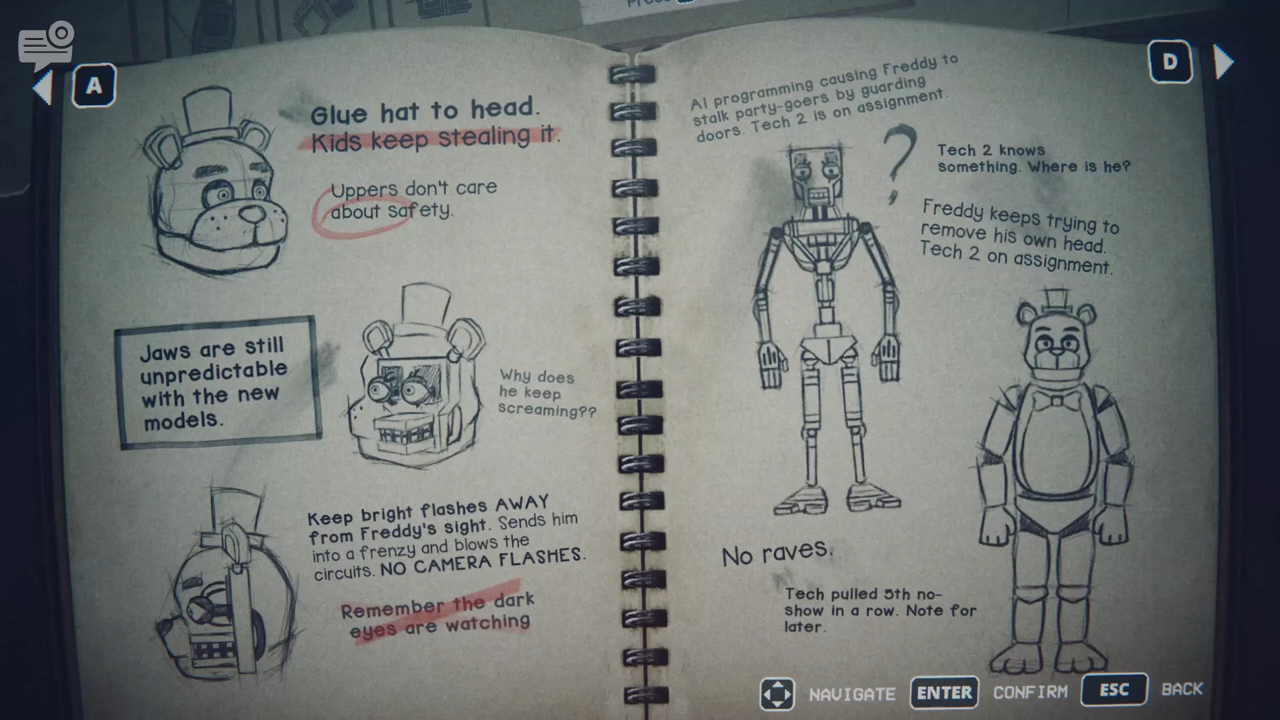 A
D
Glue hat to head.
Kids keep stealing it.
Uppers don't care
about safety.
Jaws are still
unpredictable
with the new
models.
Why does
he keep
screaming??
Keep bright flashes AWAY
from Freddy's sight. Sends him
into a frenzy and blows the
circuits. NO CAMERA FLASHES.
Remember the dark
eyes are watching
AI programming causing Freddy to
stalk party-goers by guarding
doors. Tech 2 is on assignment.
?
Tech 2 knows
something. Where is he?
Freddy keeps trying to
remove his own head.
Tech 2 on assignment.
No raves.
Tech pulled 5th no-
show in a row. Note for
later.
NAVIGATE ENTER CONFIRM ESC BACK